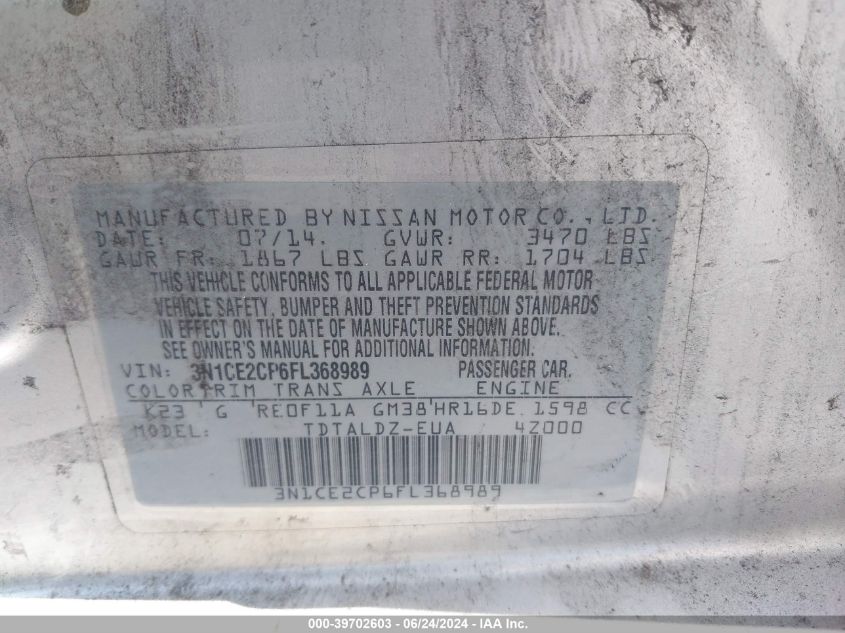 MANUFACTURED BY NISSAN MOTOR CO., LTD.
DATE: 07/14. GVWR: 3470 LBS
GAWR FR: 1867 LBS GAWR RR: 1704 LBS
THIS VEHICLE CONFORMS TO ALL APPLICABLE FEDERAL MOTOR
VEHICLE SAFETY, BUMPER AND THEFT PREVENTION STANDARDS
IN EFFECT ON THE DATE OF MANUFACTURE SHOWN ABOVE.
SEE OWNER'S MANUAL FOR ADDITIONAL INFORMATION.
VIN: 3N1CE2CP6FL368989 PASSENGER CAR.
COLOR TRIM TRANS AXLE ENGINE
K23 ' G ' RE0F11A GM38 ' HR16DE 1598 CC
MODEL: TDTALDZ-EUA 4Z000
3N1CE2CP6FL368989
000-39702603 - 06/24/2024 - IAA Inc.